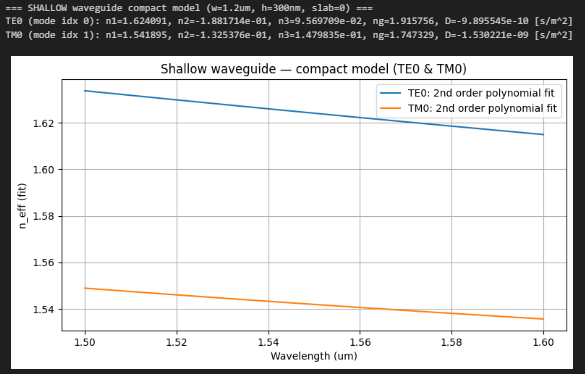 === SHALLOW waveguide compact model (w=1.2um, h=300nm, slab=0) ===
TE0 (mode idx 0): n1=1.624091, n2=-1.881714e-01, n3=9.569709e-02, ng=1.915756, D=-9.895545e-10 [s/m^2]
TM0 (mode idx 1): n1=1.541895, n2=-1.325376e-01, n3=1.479835e-01, ng=1.747329, D=-1.530221e-09 [s/m^2]
Shallow waveguide — compact model (TE0 & TM0)
TE0: 2nd order polynomial fit
TM0: 2nd order polynomial fit
n_eff (fit)
1.62
1.60
1.58
1.56
1.54
1.50 1.52 1.54 1.56 1.58 1.60
Wavelength (um)